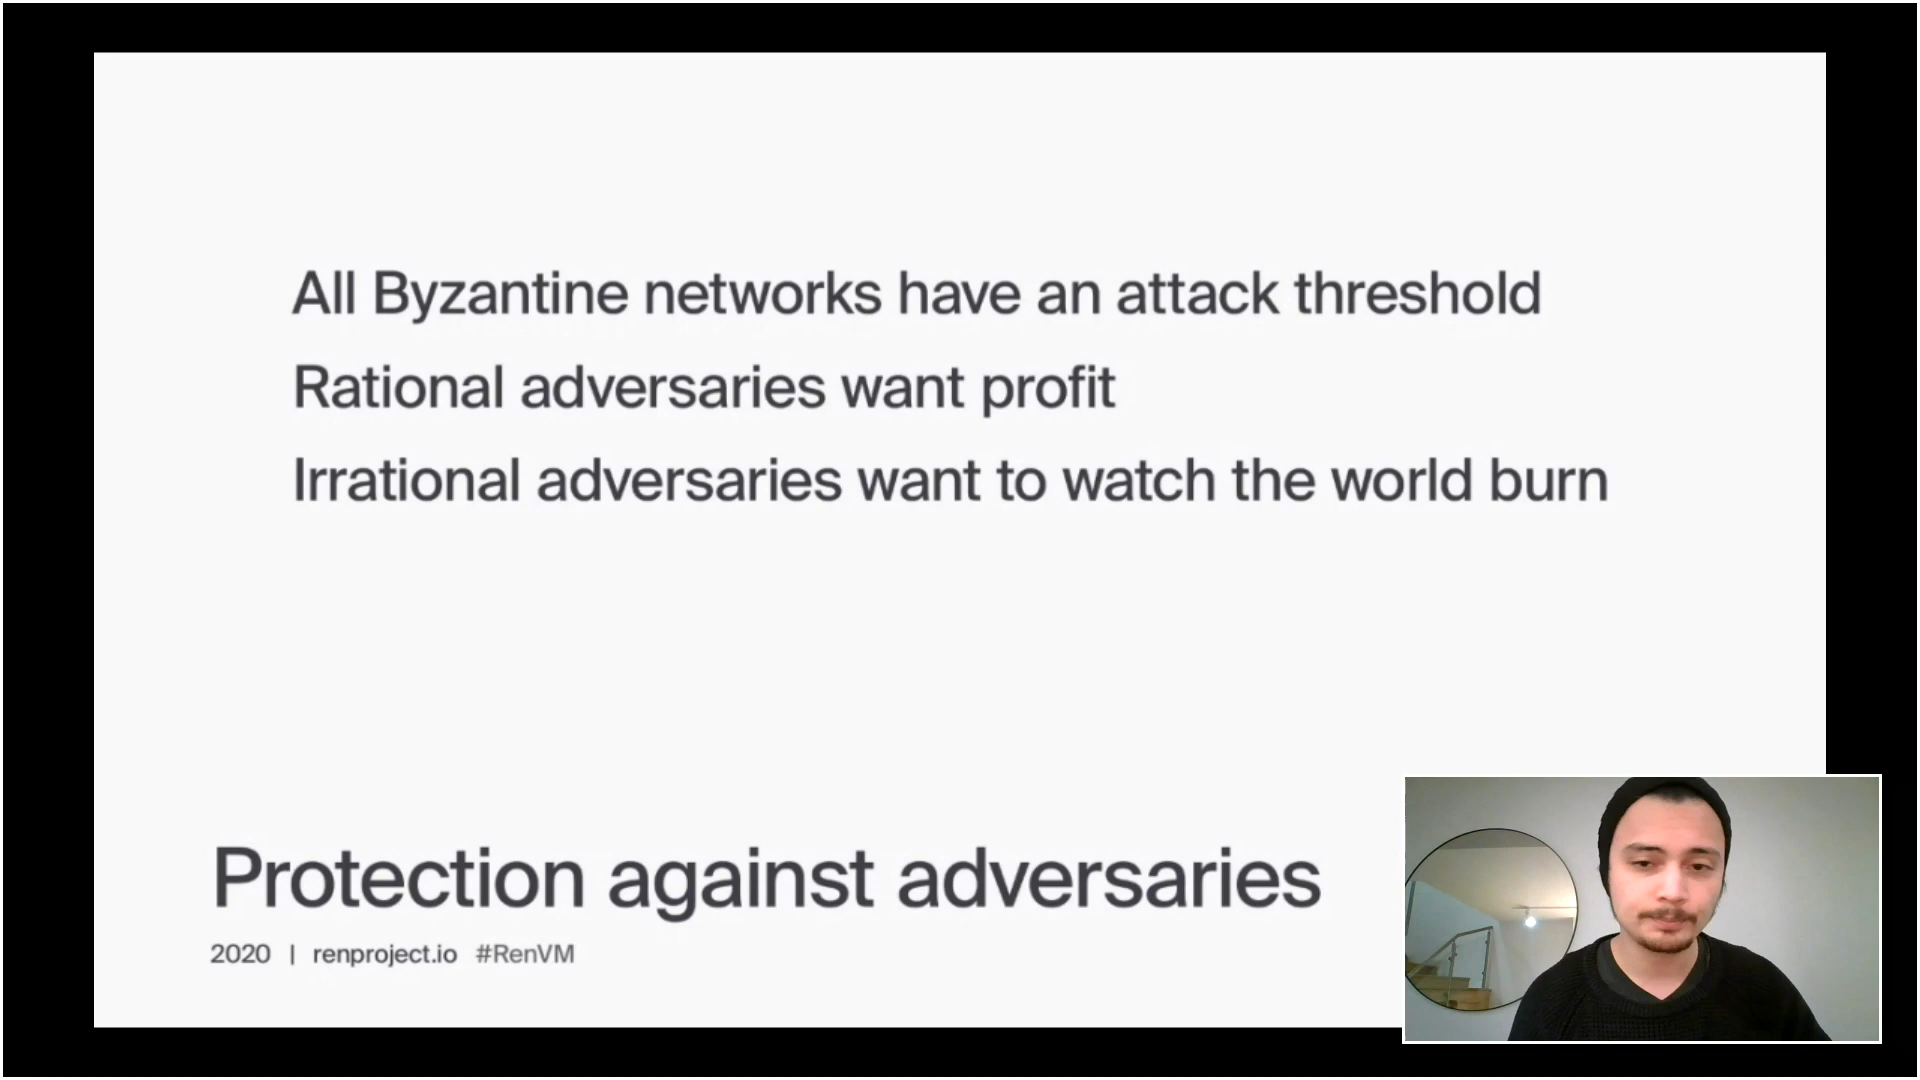 All Byzantine networks have an attack threshold
Rational adversaries want profit
Irrational adversaries want to watch the world burn
Protection against adversaries
2020 | renproject.io #RenVM